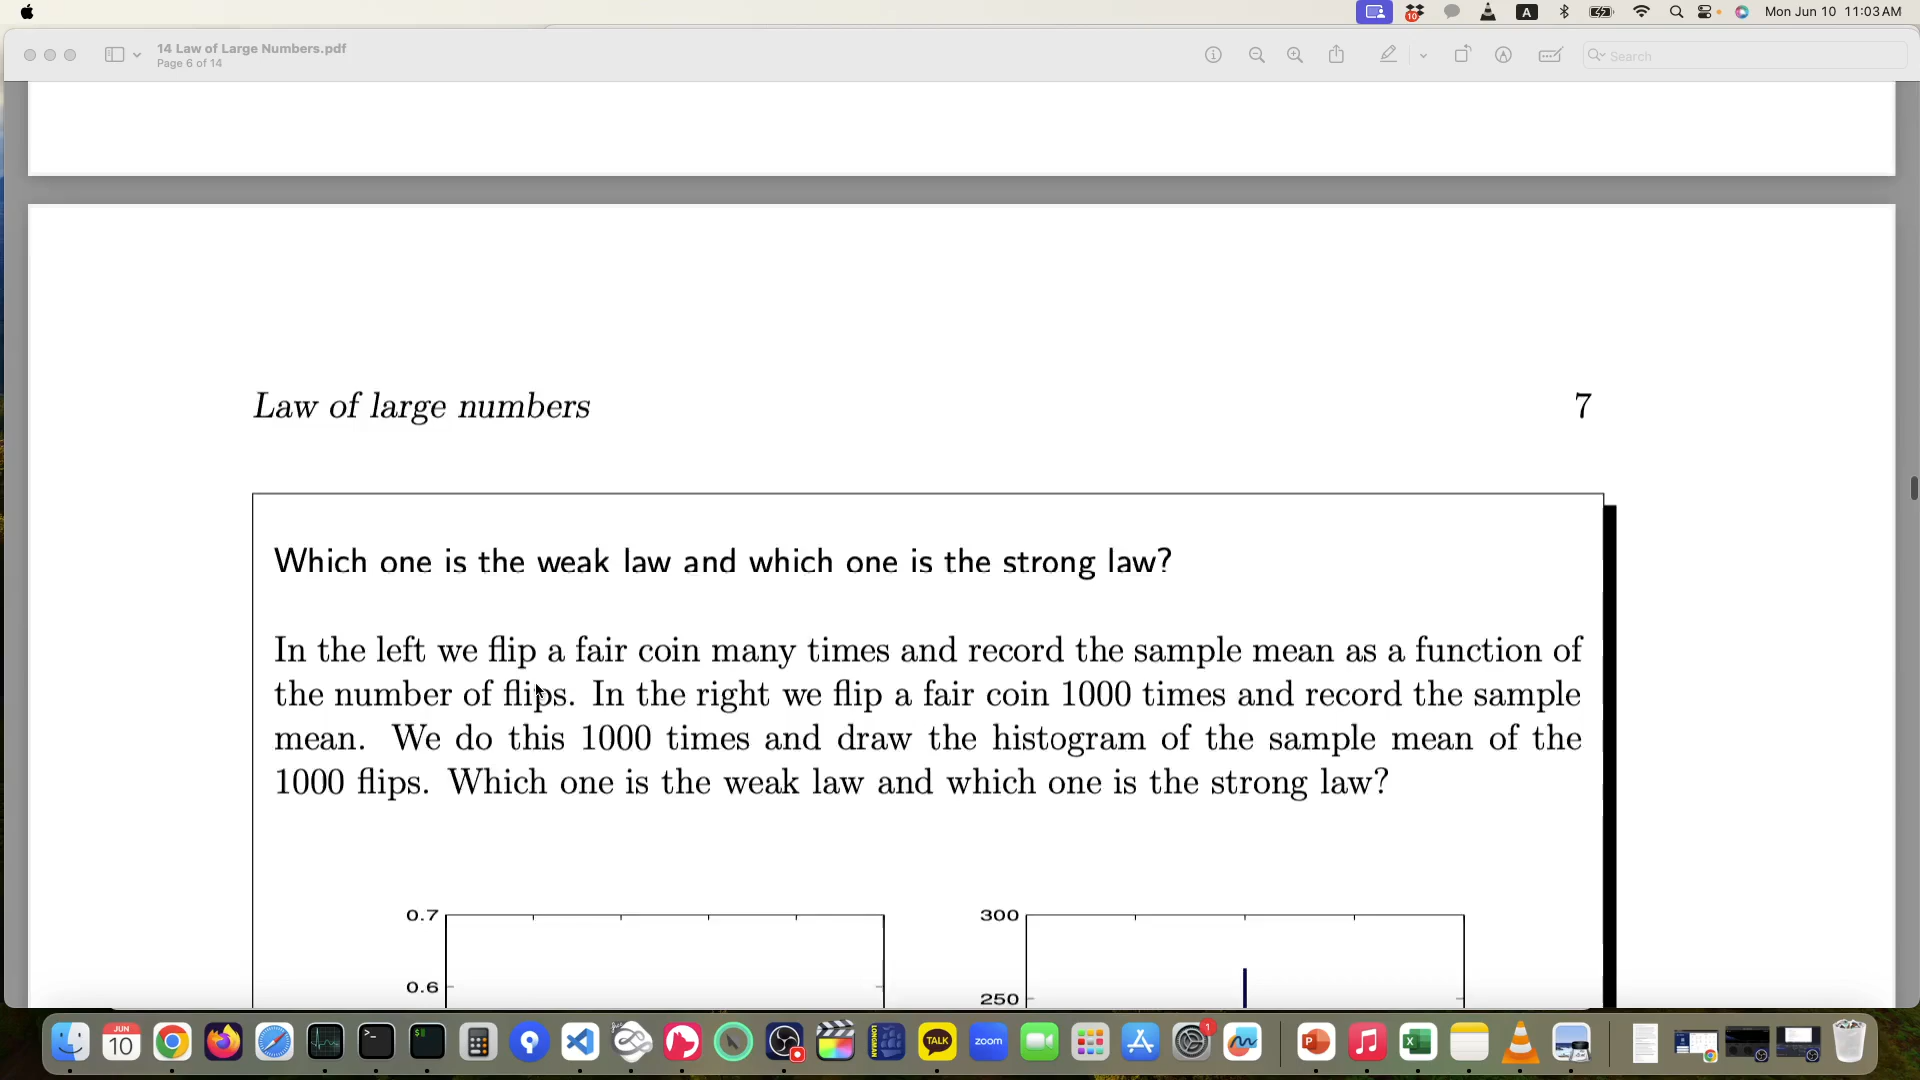 A
Mon Jun 10 11:03 AM
14 Law of Large Numbers.pdf
Page 6 of 14
Search
Law of large numbers 7
Which one is the weak law and which one is the strong law?
In the left we flip a fair coin many times and record the sample mean as a function of
the number of flips. In the right we flip a fair coin 1000 times and record the sample
mean. We do this 1000 times and draw the histogram of the sample mean of the
1000 flips. Which one is the weak law and which one is the strong law?
0.7
0.6
300
250
JUN
10
LONGMAN
TALK
zoom
1